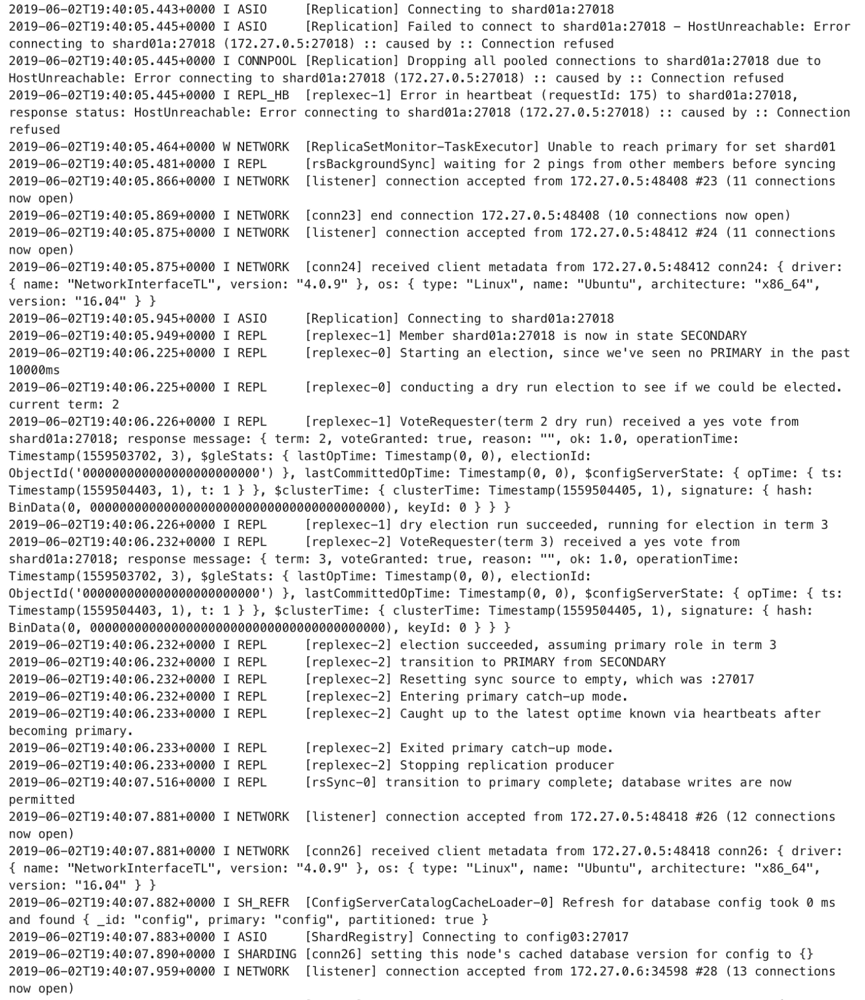 2019-06-02T19:40:05.443+0000 I ASIO     [Replication] Connecting to shard01a:27018
2019-06-02T19:40:05.445+0000 I ASIO     [Replication] Failed to connect to shard01a:27018 - HostUnreachable: Error
connecting to shard01a:27018 (172.27.0.5:27018) :: caused by :: Connection refused
2019-06-02T19:40:05.445+0000 I CONNPOOL [Replication] Dropping all pooled connections to shard01a:27018 due to
HostUnreachable: Error connecting to shard01a:27018 (172.27.0.5:27018) :: caused by :: Connection refused
2019-06-02T19:40:05.445+0000 I REPL_HB  [replexec-1] Error in heartbeat (requestId: 175) to shard01a:27018,
response status: HostUnreachable: Error connecting to shard01a:27018 (172.27.0.5:27018) :: caused by :: Connection
refused
2019-06-02T19:40:05.464+0000 W NETWORK  [ReplicaSetMonitor-TaskExecutor] Unable to reach primary for set shard01
2019-06-02T19:40:05.481+0000 I REPL     [rsBackgroundSync] waiting for 2 pings from other members before syncing
2019-06-02T19:40:05.866+0000 I NETWORK  [listener] connection accepted from 172.27.0.5:48408 #23 (11 connections
now open)
2019-06-02T19:40:05.869+0000 I NETWORK  [conn23] end connection 172.27.0.5:48408 (10 connections now open)
2019-06-02T19:40:05.875+0000 I NETWORK  [listener] connection accepted from 172.27.0.5:48412 #24 (11 connections
now open)
2019-06-02T19:40:05.875+0000 I NETWORK  [conn24] received client metadata from 172.27.0.5:48412 conn24: { driver:
{ name: "NetworkInterfaceTL", version: "4.0.9" }, os: { type: "Linux", name: "Ubuntu", architecture: "x86_64",
version: "16.04" } }
2019-06-02T19:40:05.945+0000 I ASIO     [Replication] Connecting to shard01a:27018
2019-06-02T19:40:05.949+0000 I REPL     [replexec-1] Member shard01a:27018 is now in state SECONDARY
2019-06-02T19:40:06.225+0000 I REPL     [replexec-0] Starting an election, since we've seen no PRIMARY in the past
10000ms
2019-06-02T19:40:06.225+0000 I REPL     [replexec-0] conducting a dry run election to see if we could be elected.
current term: 2
2019-06-02T19:40:06.226+0000 I REPL     [replexec-1] VoteRequester(term 2 dry run) received a yes vote from
shard01a:27018; response message: { term: 2, voteGranted: true, reason: "", ok: 1.0, operationTime:
Timestamp(1559503702, 3), $gleStats: { lastOpTime: Timestamp(0, 0), electionId:
ObjectId('000000000000000000000000') }, lastCommittedOpTime: Timestamp(0, 0), $configServerState: { opTime: { ts:
Timestamp(1559504403, 1), t: 1 } }, $clusterTime: { clusterTime: Timestamp(1559504405, 1), signature: { hash:
BinData(0, 0000000000000000000000000000000000000000), keyId: 0 } } }
2019-06-02T19:40:06.226+0000 I REPL     [replexec-1] dry election run succeeded, running for election in term 3
2019-06-02T19:40:06.232+0000 I REPL     [replexec-2] VoteRequester(term 3) received a yes vote from
shard01a:27018; response message: { term: 3, voteGranted: true, reason: "", ok: 1.0, operationTime:
Timestamp(1559503702, 3), $gleStats: { lastOpTime: Timestamp(0, 0), electionId:
ObjectId('000000000000000000000000') }, lastCommittedOpTime: Timestamp(0, 0), $configServerState: { opTime: { ts:
Timestamp(1559504403, 1), t: 1 } }, $clusterTime: { clusterTime: Timestamp(1559504405, 1), signature: { hash:
BinData(0, 0000000000000000000000000000000000000000), keyId: 0 } } }
2019-06-02T19:40:06.232+0000 I REPL     [replexec-2] election succeeded, assuming primary role in term 3
2019-06-02T19:40:06.232+0000 I REPL     [replexec-2] transition to PRIMARY from SECONDARY
2019-06-02T19:40:06.232+0000 I REPL     [replexec-2] Resetting sync source to empty, which was :27017
2019-06-02T19:40:06.232+0000 I REPL     [replexec-2] Entering primary catch-up mode.
2019-06-02T19:40:06.233+0000 I REPL     [replexec-2] Caught up to the latest optime known via heartbeats after
becoming primary.
2019-06-02T19:40:06.233+0000 I REPL     [replexec-2] Exited primary catch-up mode.
2019-06-02T19:40:06.233+0000 I REPL     [replexec-2] Stopping replication producer
2019-06-02T19:40:07.516+0000 I REPL     [rsSync-0] transition to primary complete; database writes are now
permitted
2019-06-02T19:40:07.881+0000 I NETWORK  [listener] connection accepted from 172.27.0.5:48418 #26 (12 connections
now open)
2019-06-02T19:40:07.881+0000 I NETWORK  [conn26] received client metadata from 172.27.0.5:48418 conn26: { driver:
{ name: "NetworkInterfaceTL", version: "4.0.9" }, os: { type: "Linux", name: "Ubuntu", architecture: "x86_64",
version: "16.04" } }
2019-06-02T19:40:07.882+0000 I SH_REFR  [ConfigServerCatalogCacheLoader-0] Refresh for database config took 0 ms
and found { _id: "config", primary: "config", partitioned: true }
2019-06-02T19:40:07.883+0000 I ASIO     [ShardRegistry] Connecting to config03:27017
2019-06-02T19:40:07.890+0000 I SHARDING [conn26] setting this node's cached database version for config to {}
2019-06-02T19:40:07.959+0000 I NETWORK  [listener] connection accepted from 172.27.0.6:34598 #28 (13 connections
now open)